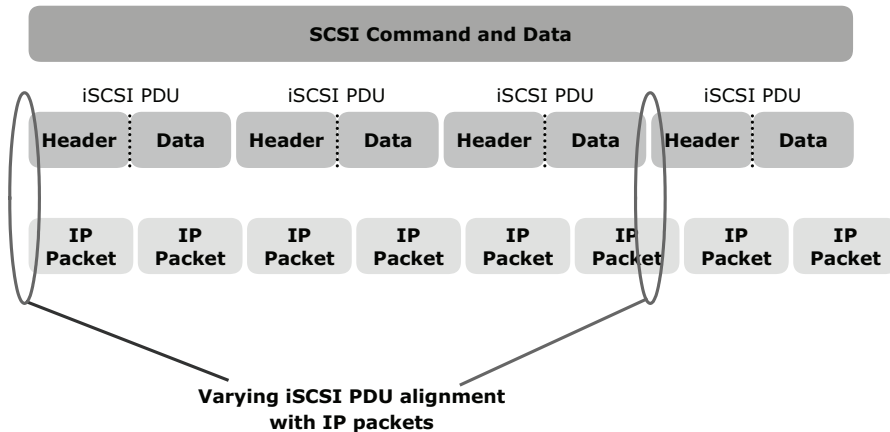 SCSI Command and Data
iSCSI PDU iSCSI PDU iSCSI PDU iSCSI PDU
Header Data Header Data Header Data Header Data
IP IP IP IP IP IP IP IP
Packet Packet Packet Packet Packet Packet Packet Packet
Varying iSCSI PDU alignment
with IP packets